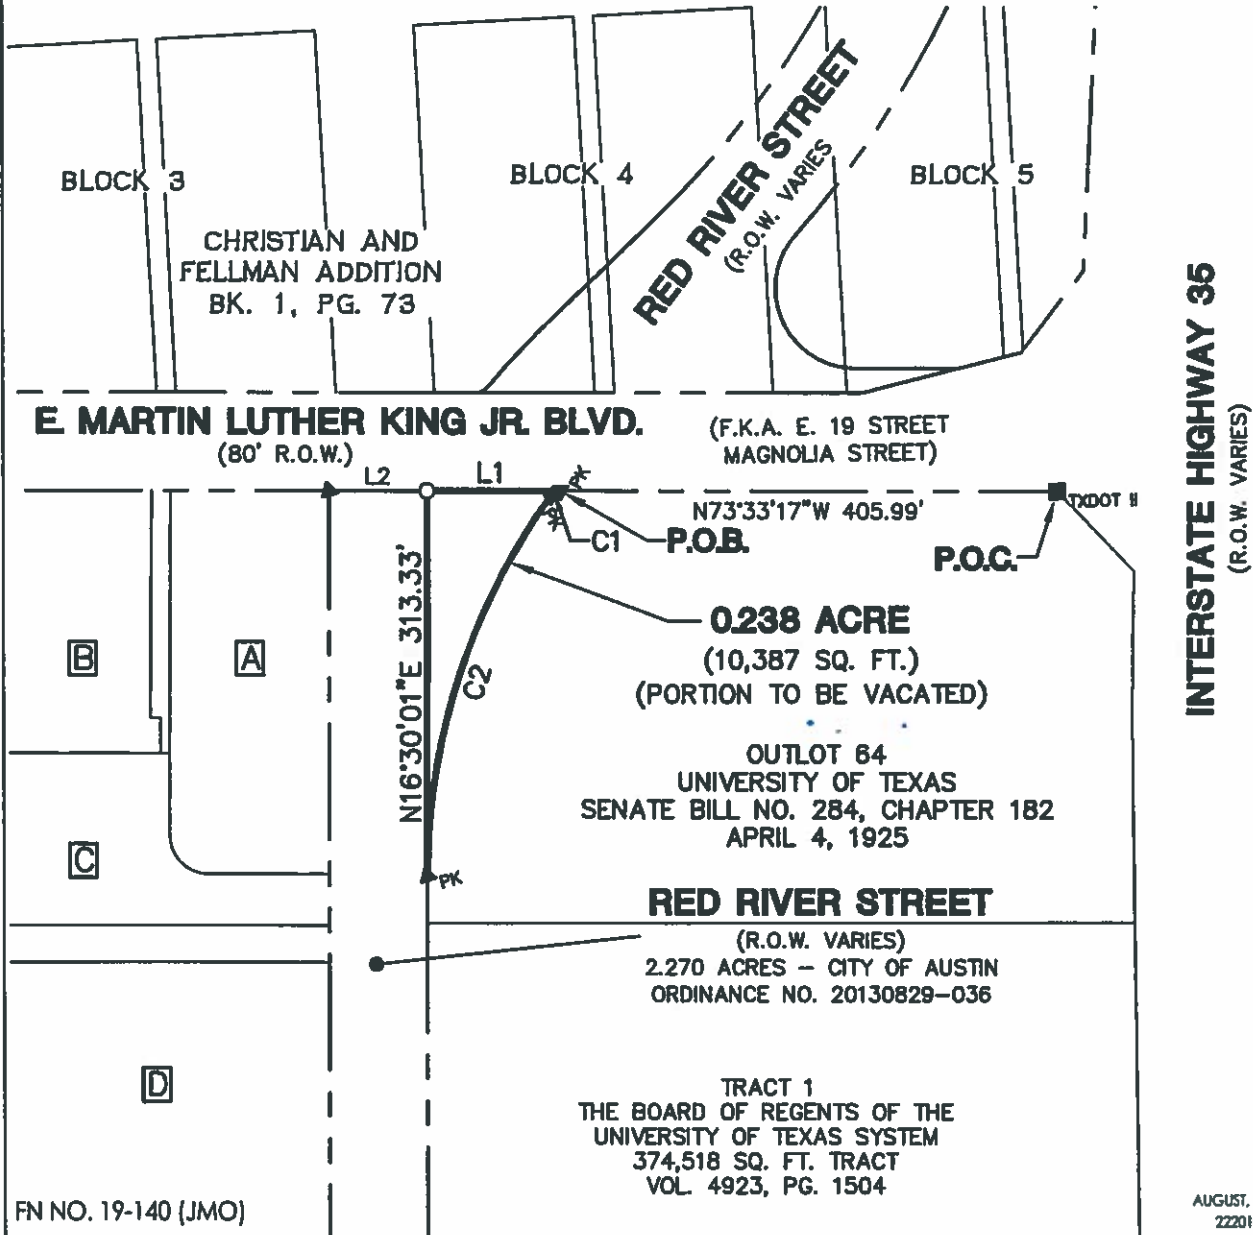 RED RIVER STREET
(R.O.W. VARIES)
BLOCK 3
BLOCK 4
BLOCK 5
CHRISTIAN AND
FELLMAN ADDITION
BK. 1, PG. 73
INTERSTATE HIGHWAY 35
(R.O.W. VARIES)
E. MARTIN LUTHER KING JR. BLVD.
(80' R.O.W.)
(F.K.A. E. 19 STREET
MAGNOLIA STREET)
L2
L1
PK
N73°33'17"W 405.99'
TXDOT II
PK
C1
P.O.B.
P.O.C.
N16°30'01"E 313.33'
0.238 ACRE
(10,387 SQ. FT.)
(PORTION TO BE VACATED)
B
A
C2
OUTLOT 64
UNIVERSITY OF TEXAS
SENATE BILL NO. 284, CHAPTER 182
APRIL 4, 1925
C
PK
RED RIVER STREET
(R.O.W. VARIES)
2.270 ACRES - CITY OF AUSTIN
ORDINANCE NO. 20130829-036
D
TRACT 1
THE BOARD OF REGENTS OF THE
UNIVERSITY OF TEXAS SYSTEM
374,518 SQ. FT. TRACT
VOL. 4923, PG. 1504
FN NO. 19-140 (JMO)
AUGUST,
22201